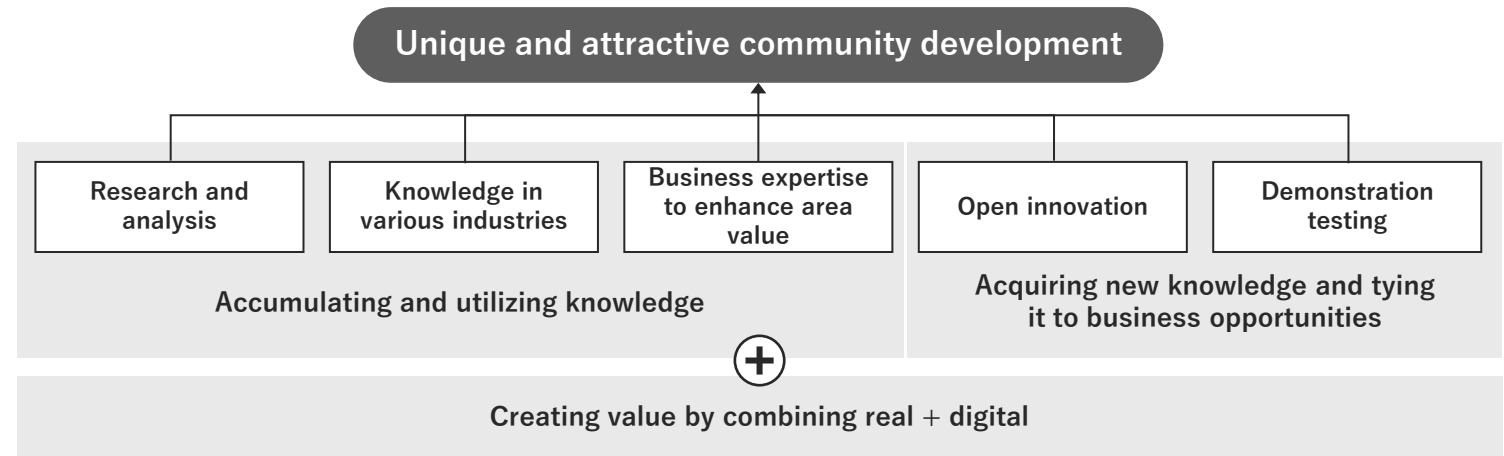 Unique and attractive community development
Research and
analysis
Knowledge in
various industries
Business expertise
to enhance area
value
Open innovation
Demonstration
testing
Accumulating and utilizing knowledge
Acquiring new knowledge and tying
it to business opportunities
+
Creating value by combining real + digital